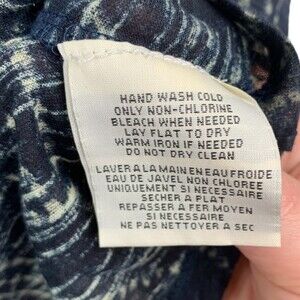 HAND WASH COLD
ONLY NON-CHLORINE
BLEACH WHEN NEEDED
LAY FLAT TO DRY
WARM IRON IF NEEDED
DO NOT DRY CLEAN
LAVER A LA MAIN EN EAU FROIDE
EAU DE JAVEL NON CHLOREE
UNIQUEMENT SI NECESSAIRE
SECHER A PLAT
REPASSER A FER MOYEN
SI NECESSAIRE
NE PAS NETTOYER A SEC